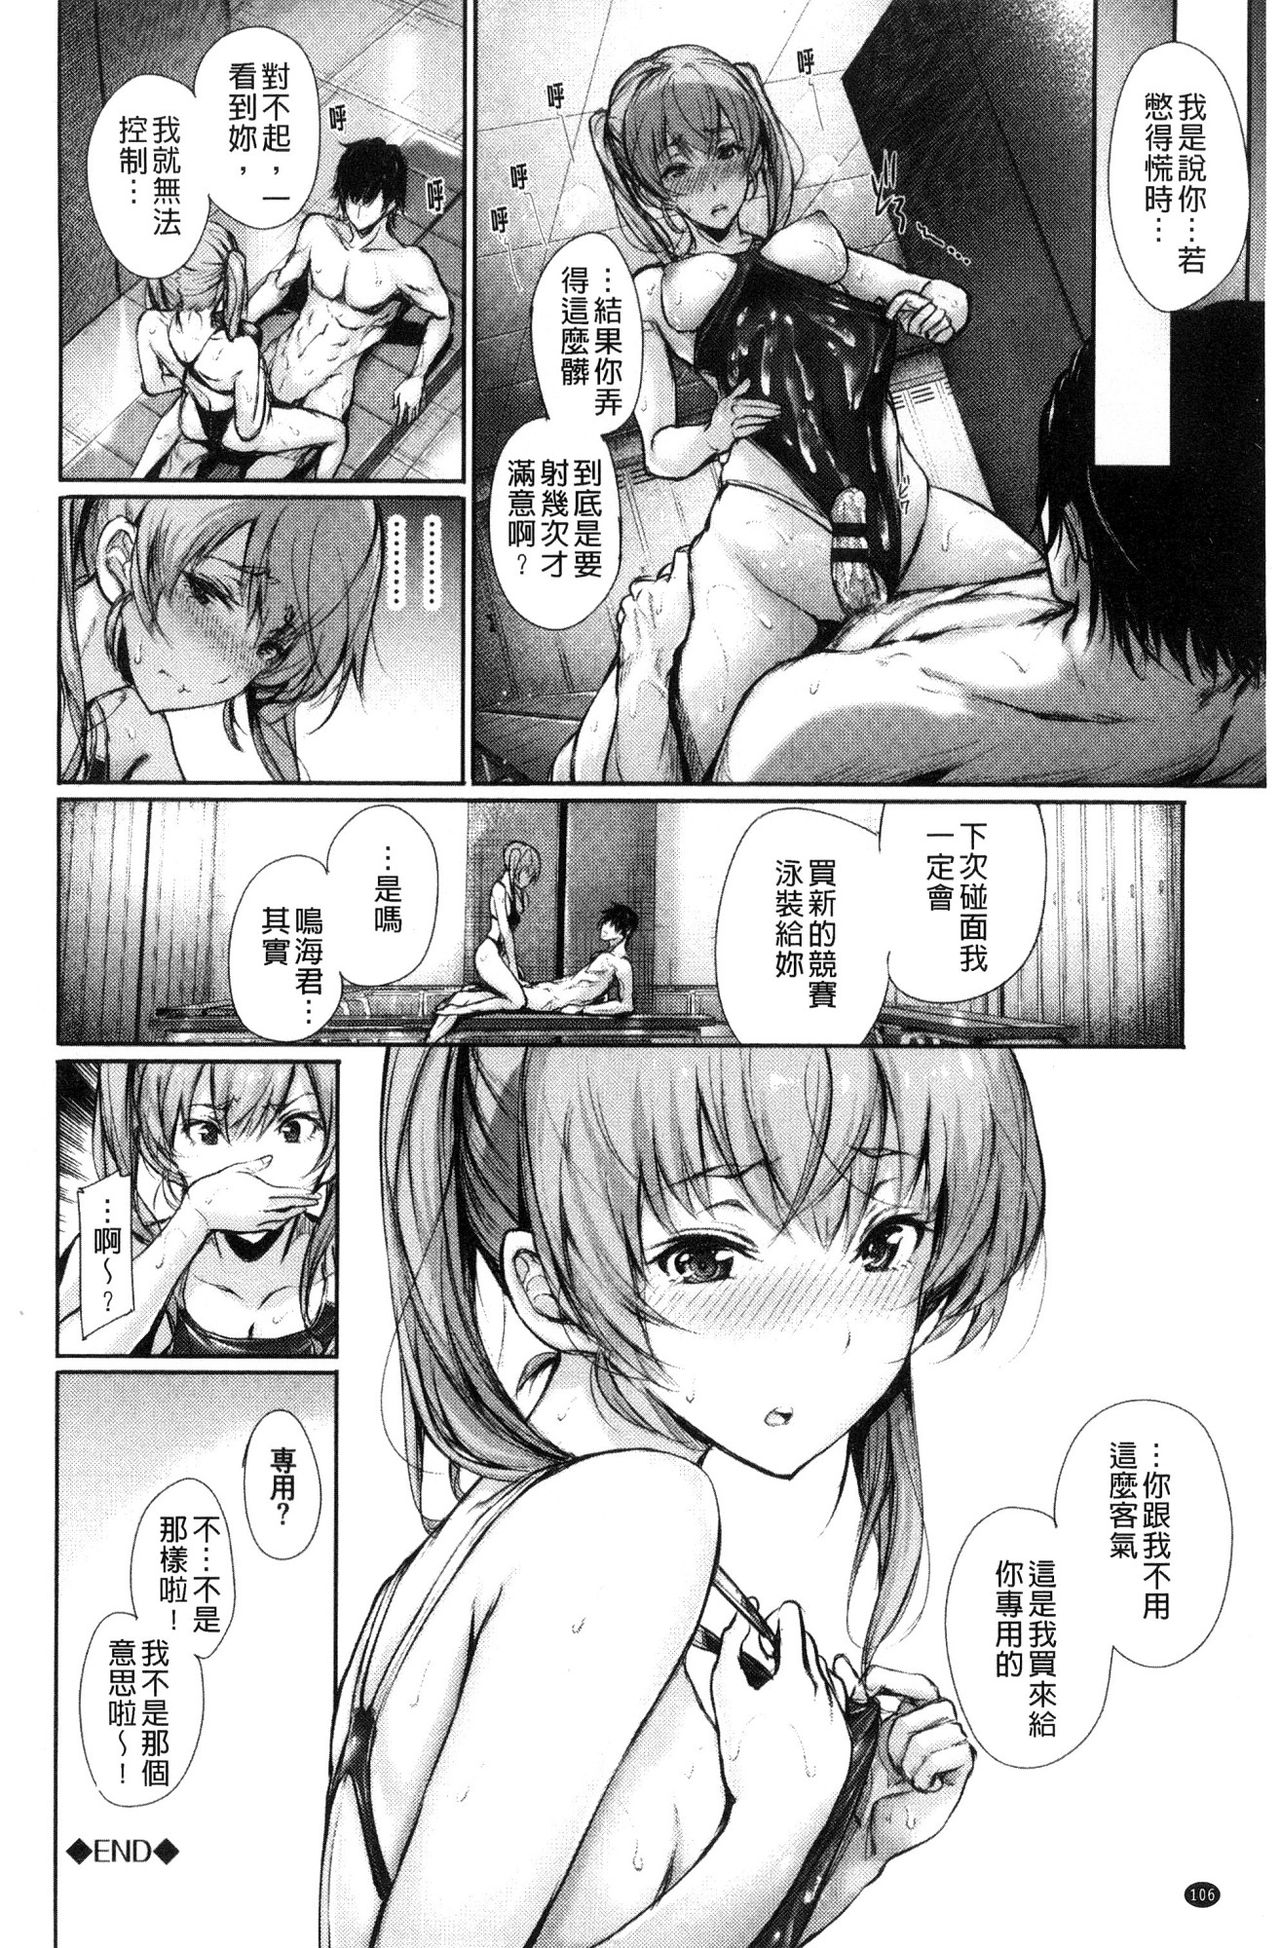 我是說你…若
憋得慌時…
呼
呼
呼
呼
…結果你弄
得這麼髒
到底是要
射幾次才
滿意啊？
對不起，一
看到妳，
我就無法
控制…
呼
呼
………
………
下次碰面我
一定會
買新的競賽
泳裝給妳
…是嗎
鳴海君…
其實
…你跟我不用
這麼客氣
這是我買來給
你專用的
…啊～？
專用？
不…不是
那樣啦！
我不是那個
意思啦～！
◆END◆
106